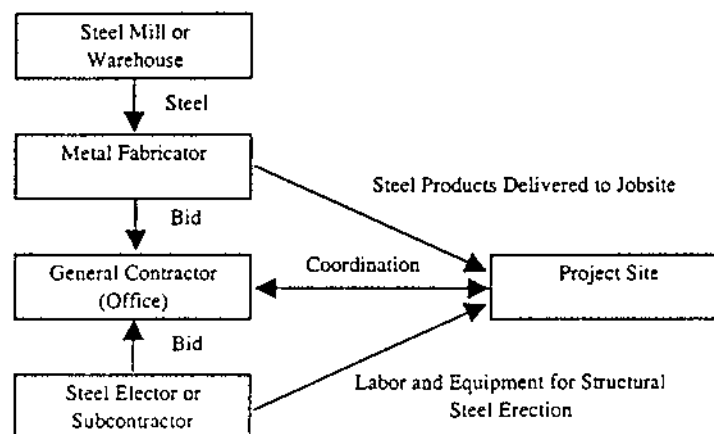 Steel Mill or
Warehouse
Steel
Metal Fabricator
Steel Products Delivered to Jobsite
Bid
General Contractor
(Office)
Coordination
Project Site
Bid
Steel Elector or
Subcontractor
Labor and Equipment for Structural
Steel Erection